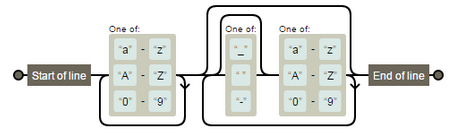 One of:
One of:
One of:
Start of line
“a” - “z”
“A” - “Z”
“0” - “9”
“_”
“ ”
“-”
“a” - “z”
“A” - “Z”
“0” - “9”
End of line